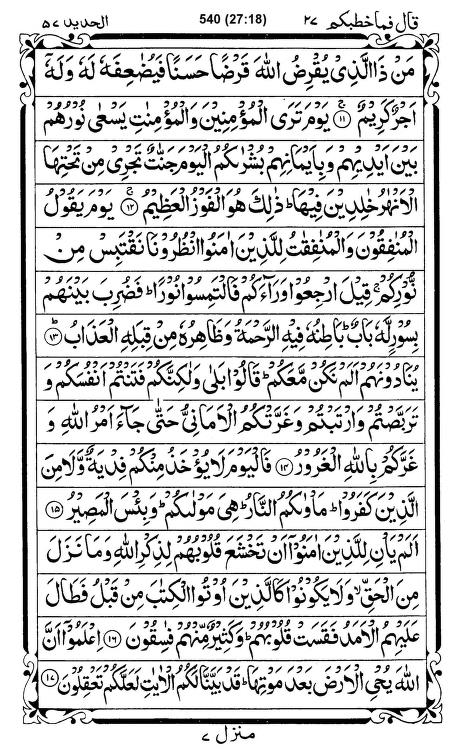 قال فما خطبكم ٢٧ 540 (27:18) الحديد ٥٧
مَنْ ذَا الَّذِيْ يُقْرِضُ اللّٰهَ قَرْضًا حَسَنًا فَيُضٰعِفَهٗ لَهٗ وَلَهٗٓ
اَجْرٌ كَرِيْمٌ ۚ‏ ﴿١١﴾ يَوْمَ تَرَى الْمُؤْمِنِيْنَ وَالْمُؤْمِنٰتِ يَسْعٰى نُوْرُهُمْ
بَيْنَ اَيْدِيْهِمْ وَبِاَيْمَانِهِمْ بُشْرٰىكُمُ الْيَوْمَ جَنّٰتٌ تَجْرِيْ مِنْ تَحْتِهَا
الْاَنْهٰرُ خٰلِدِيْنَ فِيْهَا ؕ ذٰلِكَ هُوَ الْفَوْزُ الْعَظِيْمُ ۚ‏ ﴿١٢﴾ يَوْمَ يَقُوْلُ
الْمُنٰفِقُوْنَ وَالْمُنٰفِقٰتُ لِلَّذِيْنَ اٰمَنُوا انْظُرُوْنَا نَقْتَبِسْ مِنْ
نُّوْرِكُمْ ۚ قِيْلَ ارْجِعُوْا وَرَآءَكُمْ فَالْتَمِسُوْا نُوْرًا ؕ فَضُرِبَ بَيْنَهُمْ
بِسُوْرٍ لَّهٗ بَابٌ ؕ بَاطِنُهٗ فِيْهِ الرَّحْمَةُ وَظَاهِرُهٗ مِنْ قِبَلِهِ الْعَذَابُ ؕ‏ ﴿١٣﴾
يُنَادُوْنَهُمْ اَلَمْ نَكُنْ مَّعَكُمْ ؕ قَالُوْا بَلٰى وَلٰكِنَّكُمْ فَتَنْتُمْ اَنْفُسَكُمْ وَ
تَرَبَّصْتُمْ وَارْتَبْتُمْ وَغَرَّتْكُمُ الْاَمَانِيُّ حَتّٰى جَآءَ اَمْرُ اللّٰهِ وَ
غَرَّكُمْ بِاللّٰهِ الْغَرُوْرُ ﴿١٤﴾ فَالْيَوْمَ لَا يُؤْخَذُ مِنْكُمْ فِدْيَةٌ وَّلَا مِنَ
الَّذِيْنَ كَفَرُوْا ؕ مَاْوٰىكُمُ النَّارُ ؕ هِيَ مَوْلٰىكُمْ ؕ وَبِئْسَ الْمَصِيْرُ ﴿١٥﴾
اَلَمْ يَاْنِ لِلَّذِيْنَ اٰمَنُوْٓا اَنْ تَخْشَعَ قُلُوْبُهُمْ لِذِكْرِ اللّٰهِ وَمَا نَزَلَ
مِنَ الْحَقِّ ۙ وَلَا يَكُوْنُوْا كَالَّذِيْنَ اُوْتُوا الْكِتٰبَ مِنْ قَبْلُ فَطَالَ
عَلَيْهِمُ الْاَمَدُ فَقَسَتْ قُلُوْبُهُمْ ؕ وَكَثِيْرٌ مِّنْهُمْ فٰسِقُوْنَ ﴿١٦﴾ اِعْلَمُوْٓا اَنَّ
اللّٰهَ يُحْيِ الْاَرْضَ بَعْدَ مَوْتِهَا ؕ قَدْ بَيَّنَّا لَكُمُ الْاٰيٰتِ لَعَلَّكُمْ تَعْقِلُوْنَ ﴿١٧﴾
منزل ٧